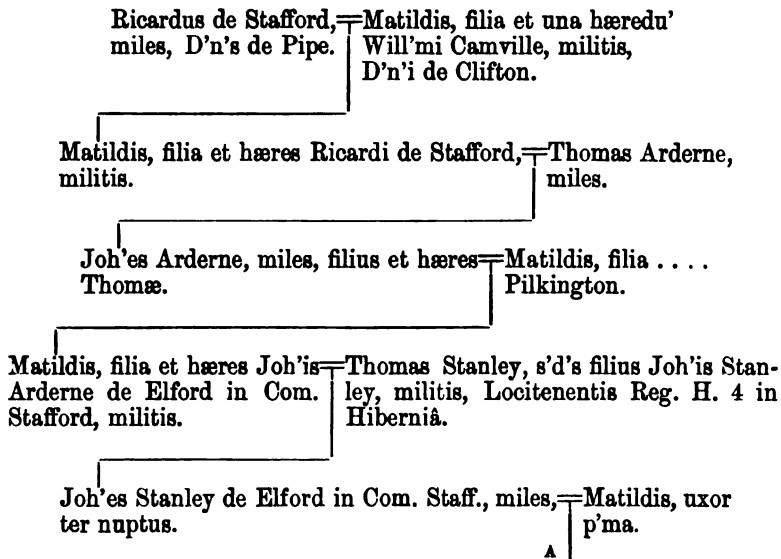 Ricardus de Stafford,
miles, D'n's de Pipe.
Matildis, filia et una hæredu'
Will'mi Camville, militis,
D'n'i de Clifton.
Matildis, filia et hæres Ricardi de Stafford,
militis.
Thomas Arderne,
miles.
Joh'es Arderne, miles, filius et hæres
Thomæ.
Matildis, filia . . . .
Pilkington.
Matildis, filia et hæres Joh'is
Arderne de Elford in Com.
Stafford, militis.
Thomas Stanley, s'd's filius Joh'is Stan-
ley, militis, Locitenentis Reg. H. 4 in
Hiberniâ.
Joh'es Stanley de Elford in Com. Staff., miles,
ter nuptus.
Matildis, uxor
p'ma.
A